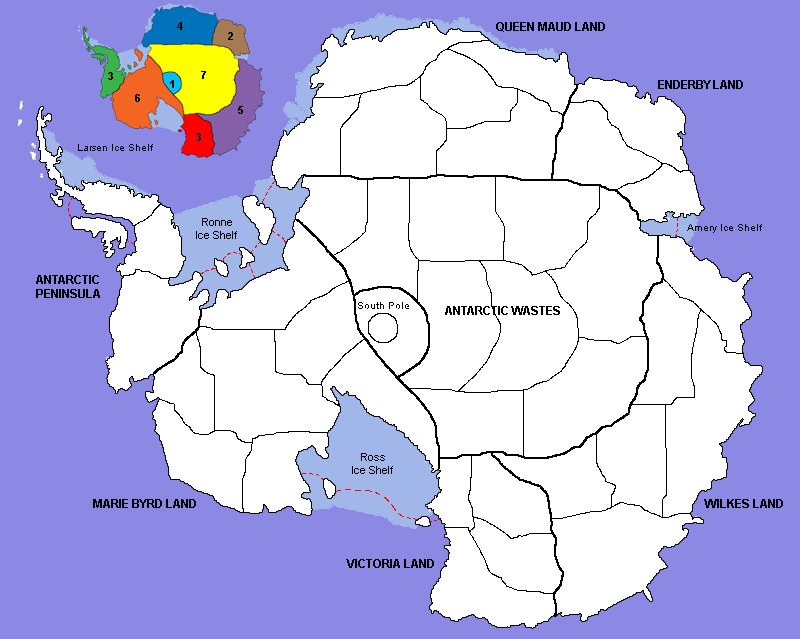 QUEEN MAUD LAND
4
2
ENDERBY LAND
3
7
1
6
5
3
Larsen Ice Shelf
Ronne
Ice Shelf
Amery Ice Shelf
ANTARCTIC
PENINSULA
South Pole
ANTARCTIC WASTES
Ross
Ice Shelf
MARIE BYRD LAND
WILKES LAND
VICTORIA LAND